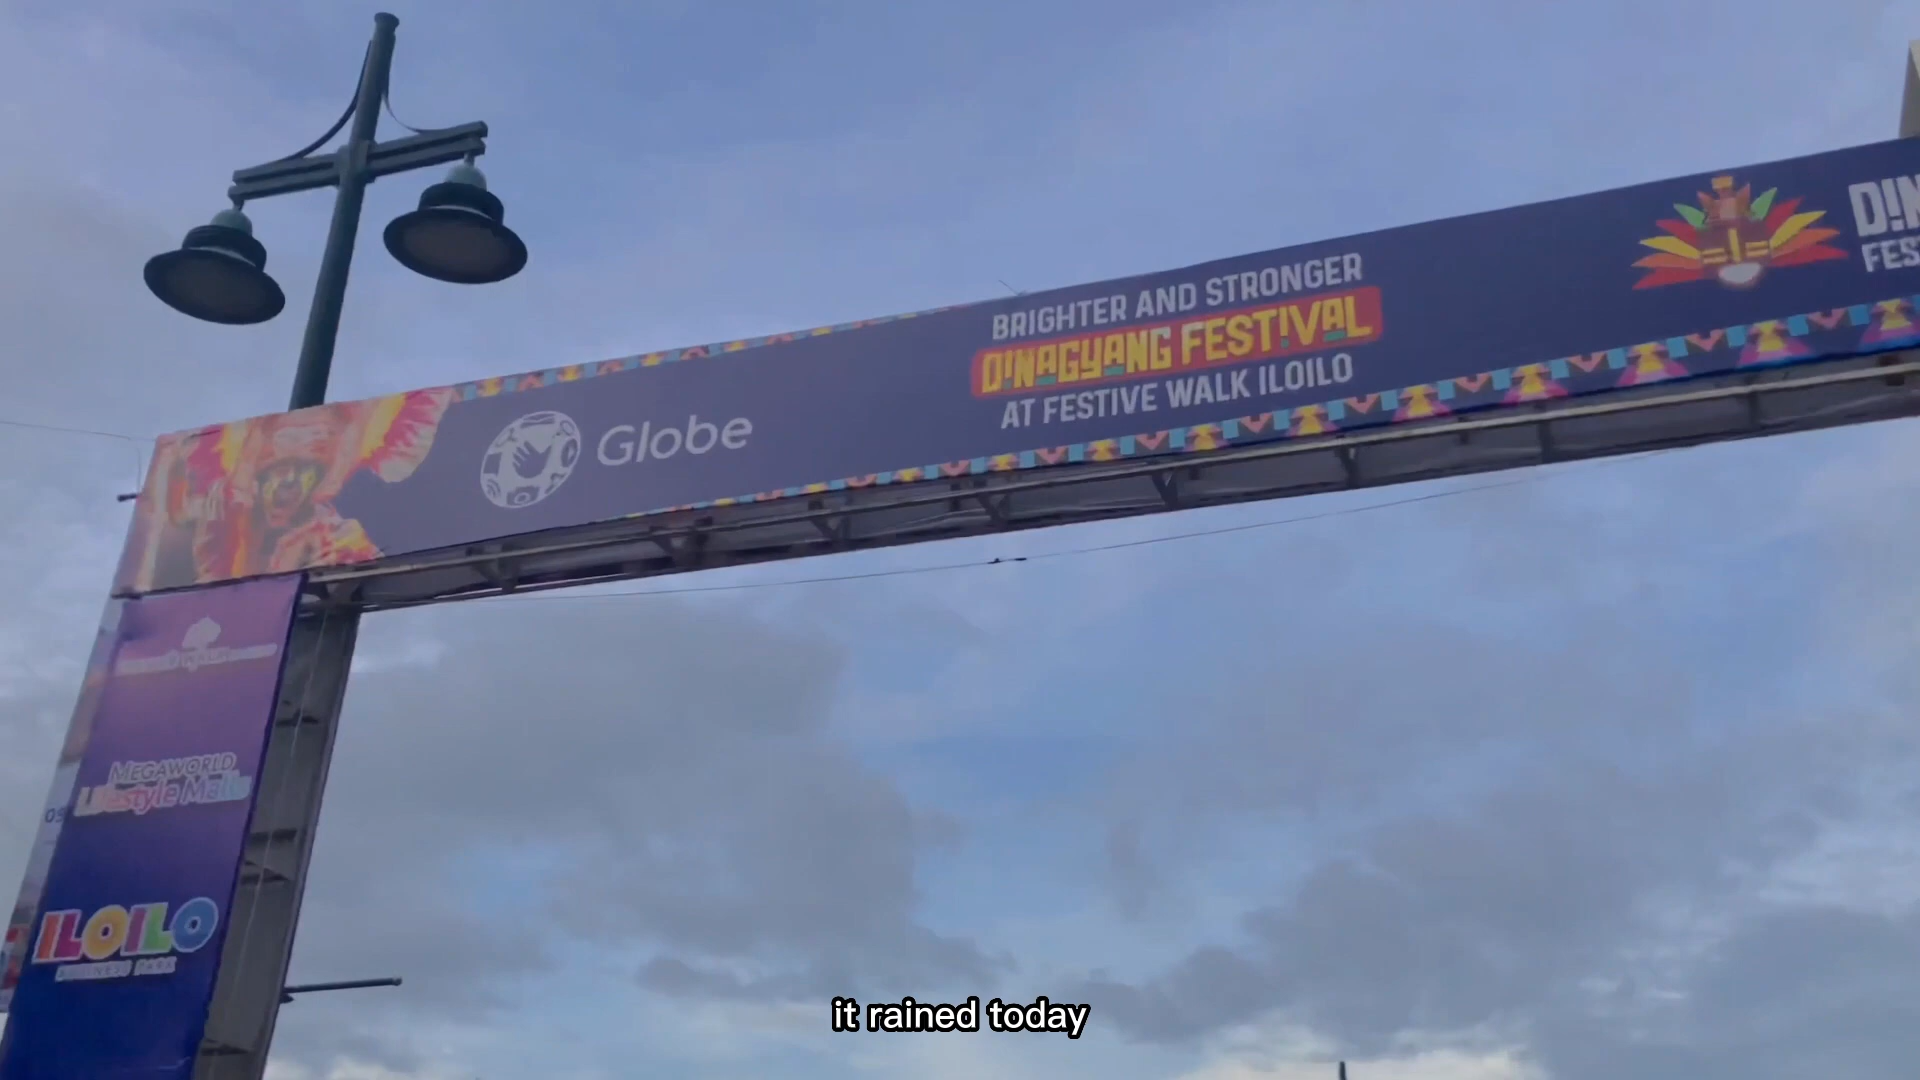 BRIGHTER AND STRONGER
DINAGYANG FESTIVAL
AT FESTIVE WALK ILOILO
Globe
MEGAWORLD
Lifestyle Malls
ILOILO
BUSINESS PARK
it rained today